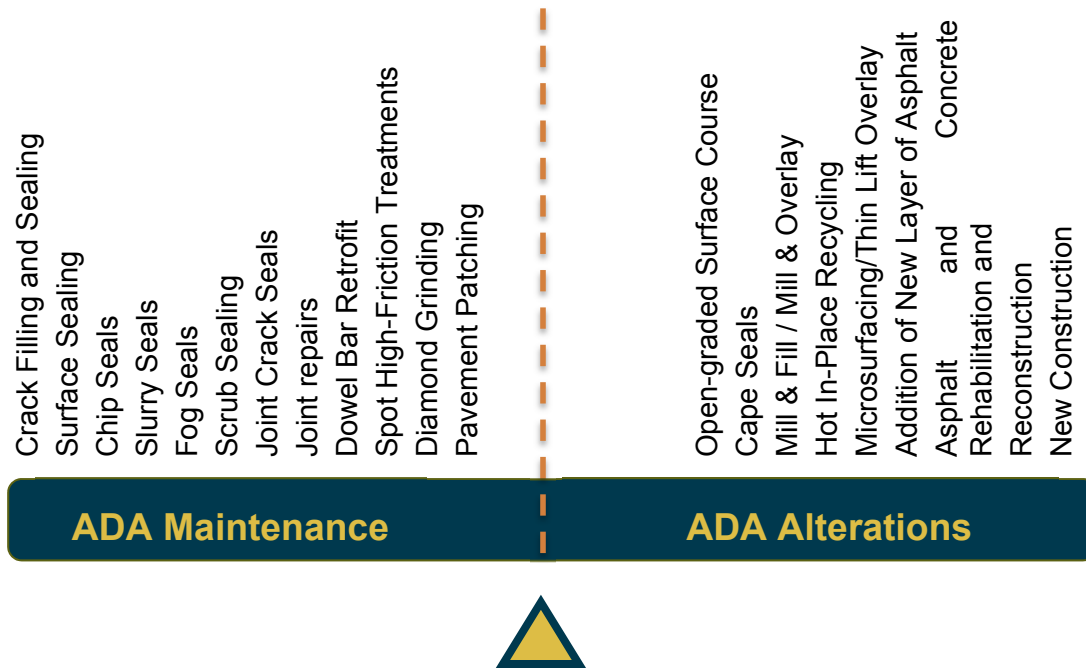 Crack Filling and Sealing
Surface Sealing
Chip Seals
Slurry Seals
Fog Seals
Scrub Sealing
Joint Crack Seals
Joint repairs
Dowel Bar Retrofit
Spot High-Friction Treatments
Diamond Grinding
Pavement Patching
Open-graded Surface Course
Cape Seals
Mill & Fill / Mill & Overlay
Hot In-Place Recycling
Microsurfacing/Thin Lift Overlay
Addition of New Layer of Asphalt
Asphalt and Concrete
Rehabilitation and
Reconstruction
New Construction
ADA Maintenance
ADA Alterations